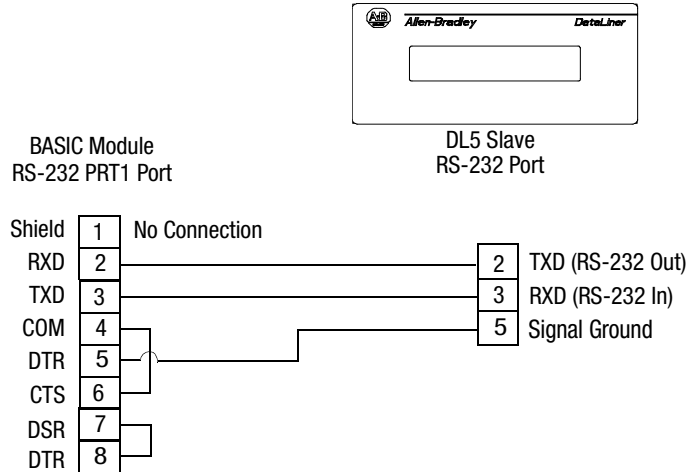 AB Allen-Bradley DataLiner
DL5 Slave
RS-232 Port
BASIC Module
RS-232 PRT1 Port
Shield 1 No Connection
RXD 2 2 TXD (RS-232 Out)
TXD 3 3 RXD (RS-232 In)
COM 4 5 Signal Ground
DTR 5
CTS 6
DSR 7
DTR 8